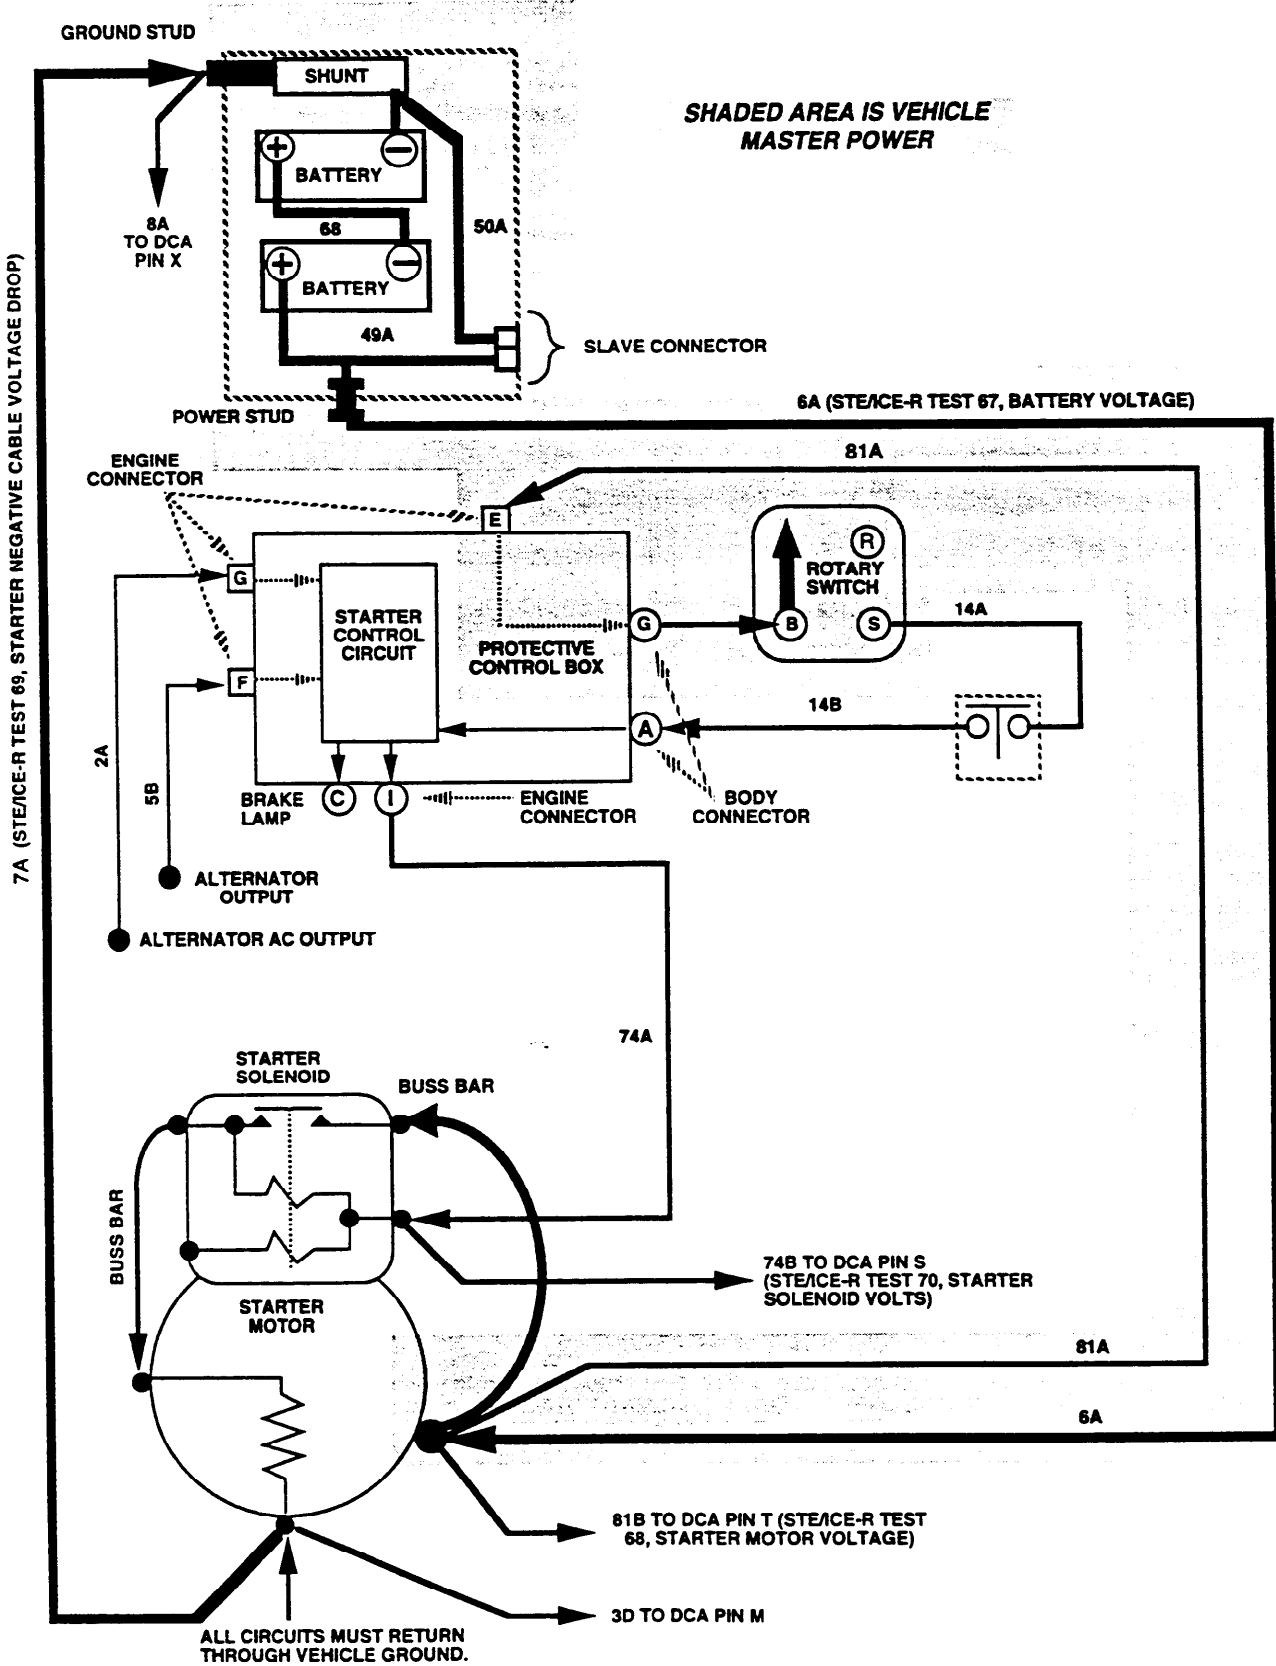 GROUND STUD
SHUNT
SHADED AREA IS VEHICLE
MASTER POWER
+
−
BATTERY
8A
TO DCA
PIN X
68
50A
+
−
BATTERY
49A
SLAVE CONNECTOR
POWER STUD
6A (STE/ICE-R TEST 67, BATTERY VOLTAGE)
7A (STE/ICE-R TEST 69, STARTER NEGATIVE CABLE VOLTAGE DROP)
81A
ENGINE
CONNECTOR
E
R
ROTARY
SWITCH
G
STARTER
CONTROL
CIRCUIT
G
B
S
14A
PROTECTIVE
CONTROL BOX
F
14B
A
2A
5B
BRAKE
LAMP
C
I
ENGINE
CONNECTOR
BODY
CONNECTOR
ALTERNATOR
OUTPUT
ALTERNATOR AC OUTPUT
74A
STARTER
SOLENOID
BUSS BAR
BUSS BAR
74B TO DCA PIN S
(STE/ICE-R TEST 70, STARTER
SOLENOID VOLTS)
STARTER
MOTOR
81A
6A
81B TO DCA PIN T (STE/ICE-R TEST
68, STARTER MOTOR VOLTAGE)
3D TO DCA PIN M
ALL CIRCUITS MUST RETURN
THROUGH VEHICLE GROUND.